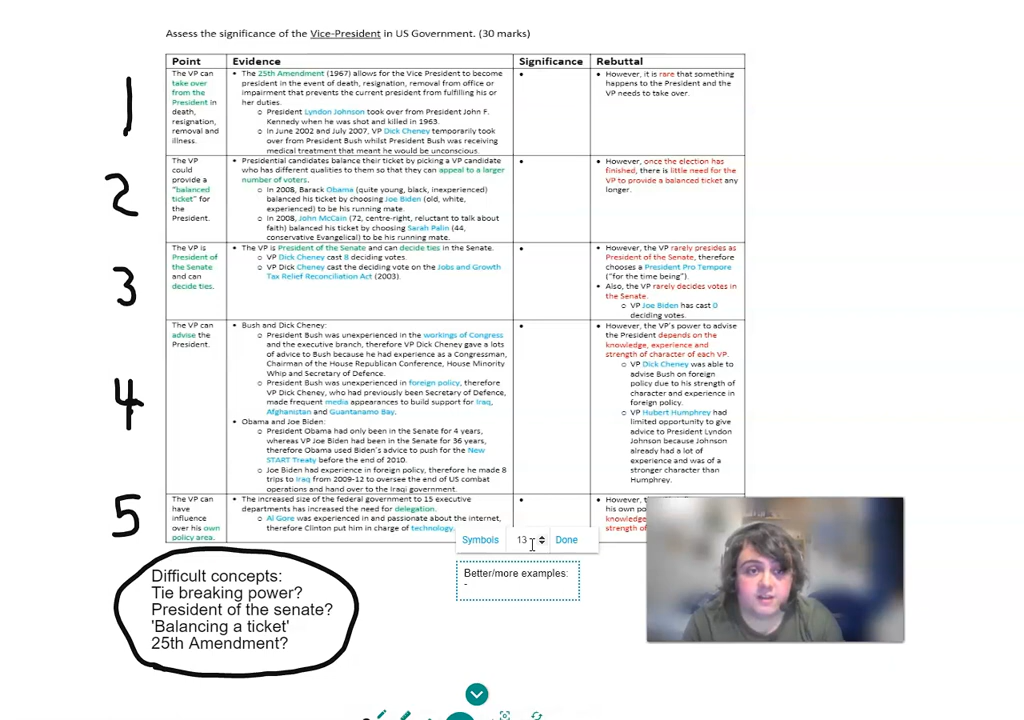 Assess the significance of the Vice-President in US Government. (30 marks)
Point Evidence Significance Rebuttal
1
The VP can
take over
from the
President in
death,
resignation,
removal and
illness.
• The 25th Amendment (1967) allows for the Vice President to become
president in the event of death, resignation, removal from office or
impairment that prevents the current president from fulfilling his or
her duties.
o President Lyndon Johnson took over from President John F.
Kennedy when he was shot and killed in 1963.
o In June 2002 and July 2007, VP Dick Cheney temporarily took
over from President Bush whilst President Bush was receiving
medical treatment that meant he would be unconscious.
•
• However, it is rare that something
happens to the President and the
VP needs to take over.
2
The VP
could
provide a
"balanced
ticket" for
the
President.
• Presidential candidates balance their ticket by picking a VP candidate
who has different qualities to them so that they can appeal to a larger
number of voters.
o In 2008, Barack Obama (quite young, black, inexperienced)
balanced his ticket by choosing Joe Biden (old, white,
experienced) to be his running mate.
o In 2008, John McCain (72, centre-right, reluctant to talk about
faith) balanced his ticket by choosing Sarah Palin (44,
conservative Evangelical) to be his running mate.
•
• However, once the election has
finished, there is little need for the
VP to provide a balanced ticket any
longer.
3
The VP is
President of
the Senate
and can
decide ties.
• The VP is President of the Senate and can decide ties in the Senate.
o VP Dick Cheney cast 8 deciding votes.
o VP Dick Cheney cast the deciding vote on the Jobs and Growth
Tax Relief Reconciliation Act (2003).
•
• However, the VP rarely presides as
President of the Senate, therefore
chooses a President Pro Tempore
("for the time being").
• Also, the VP rarely decides votes in
the Senate.
o VP Joe Biden has cast 0
deciding votes.
4
The VP can
advise the
President.
• Bush and Dick Cheney:
o President Bush was unexperienced in the workings of Congress
and the executive branch, therefore VP Dick Cheney gave a lots
of advice to Bush because he had experience as a Congressman,
Chairman of the House Republican Conference, House Minority
Whip and Secretary of Defence.
o President Bush was unexperienced in foreign policy, therefore
VP Dick Cheney, who had previously been Secretary of Defence,
made frequent media appearances to build support for Iraq,
Afghanistan and Guantanamo Bay.
• Obama and Joe Biden:
o President Obama had only been in the Senate for 4 years,
whereas VP Joe Biden had been in the Senate for 36 years,
therefore Obama used Biden's advice to push for the New
START Treaty before the end of 2010.
o Joe Biden had experience in foreign policy, therefore he made 8
trips to Iraq from 2009-12 to oversee the end of US combat
operations and hand over to the Iraqi government.
•
• However, the VP's power to advise
the President depends on the
knowledge, experience and
strength of character of each VP.
o VP Dick Cheney was able to
advise Bush on foreign
policy due to his strength of
character and experience in
foreign policy.
o VP Hubert Humphrey had
limited opportunity to give
advice to President Lyndon
Johnson because Johnson
already had a lot of
experience and was of a
stronger character than
Humphrey.
5
The VP can
have
influence
over his own
policy area.
• The increased size of the federal government to 15 executive
departments has increased the need for delegation.
o Al Gore was experienced in and passionate about the internet,
therefore Clinton put him in charge of technology.
•
• However,
his own
Symbols 13 Done
Better/more examples:
-
Difficult concepts:
Tie breaking power?
President of the senate?
'Balancing a ticket'
25th Amendment?